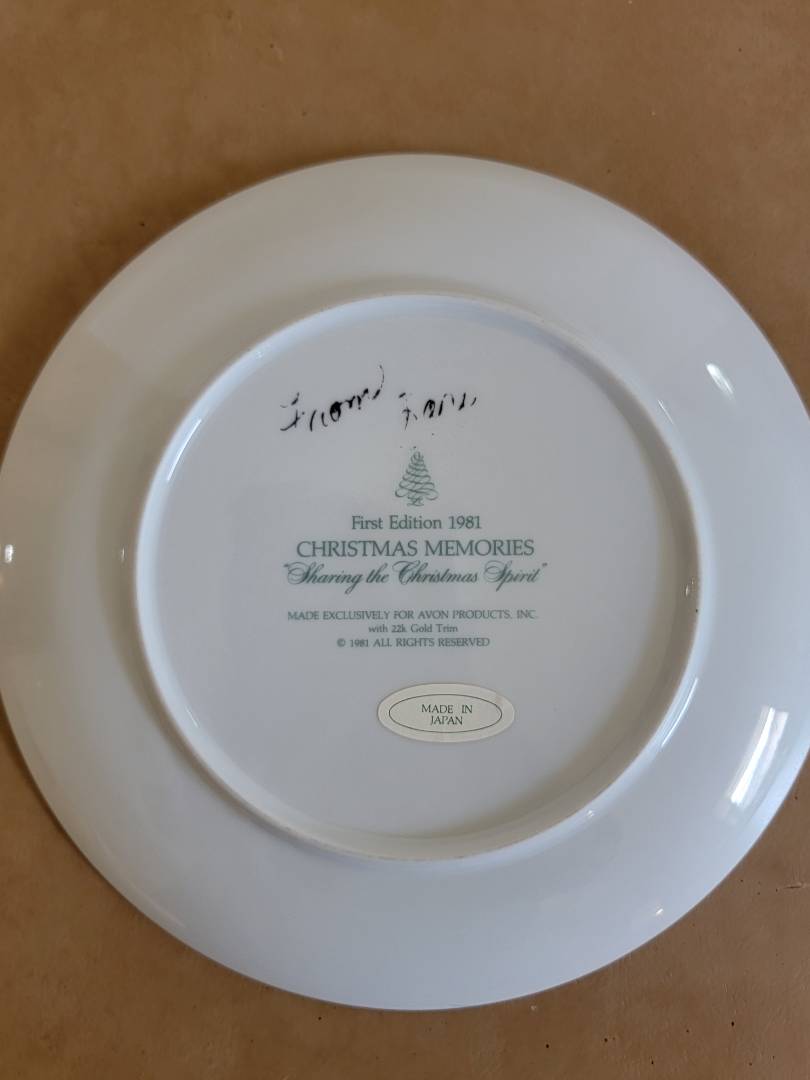 From
First Edition 1981
CHRISTMAS MEMORIES
"Sharing the Christmas Spirit"
MADE EXCLUSIVELY FOR AVON PRODUCTS, INC.
with 22k Gold Trim
© 1981 ALL RIGHTS RESERVED
MADE IN
JAPAN